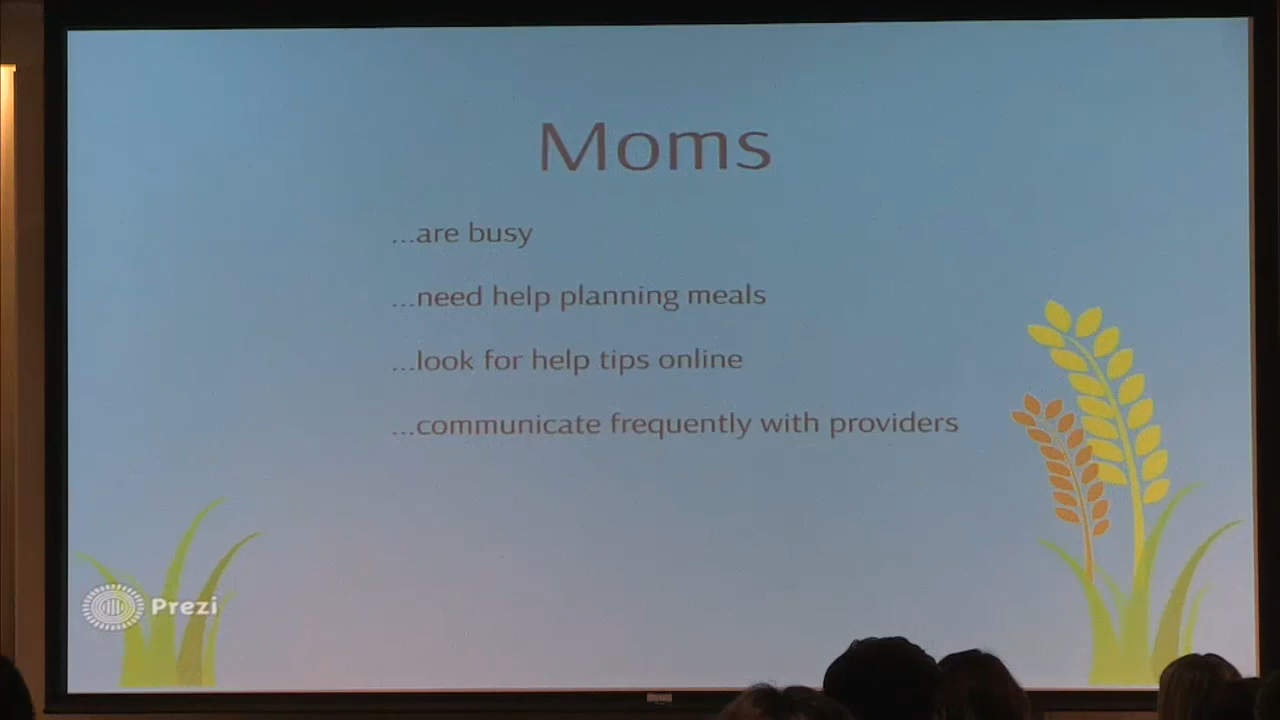 Moms
...are busy
...need help planning meals
...look for help tips online
...communicate frequently with providers
Prezi